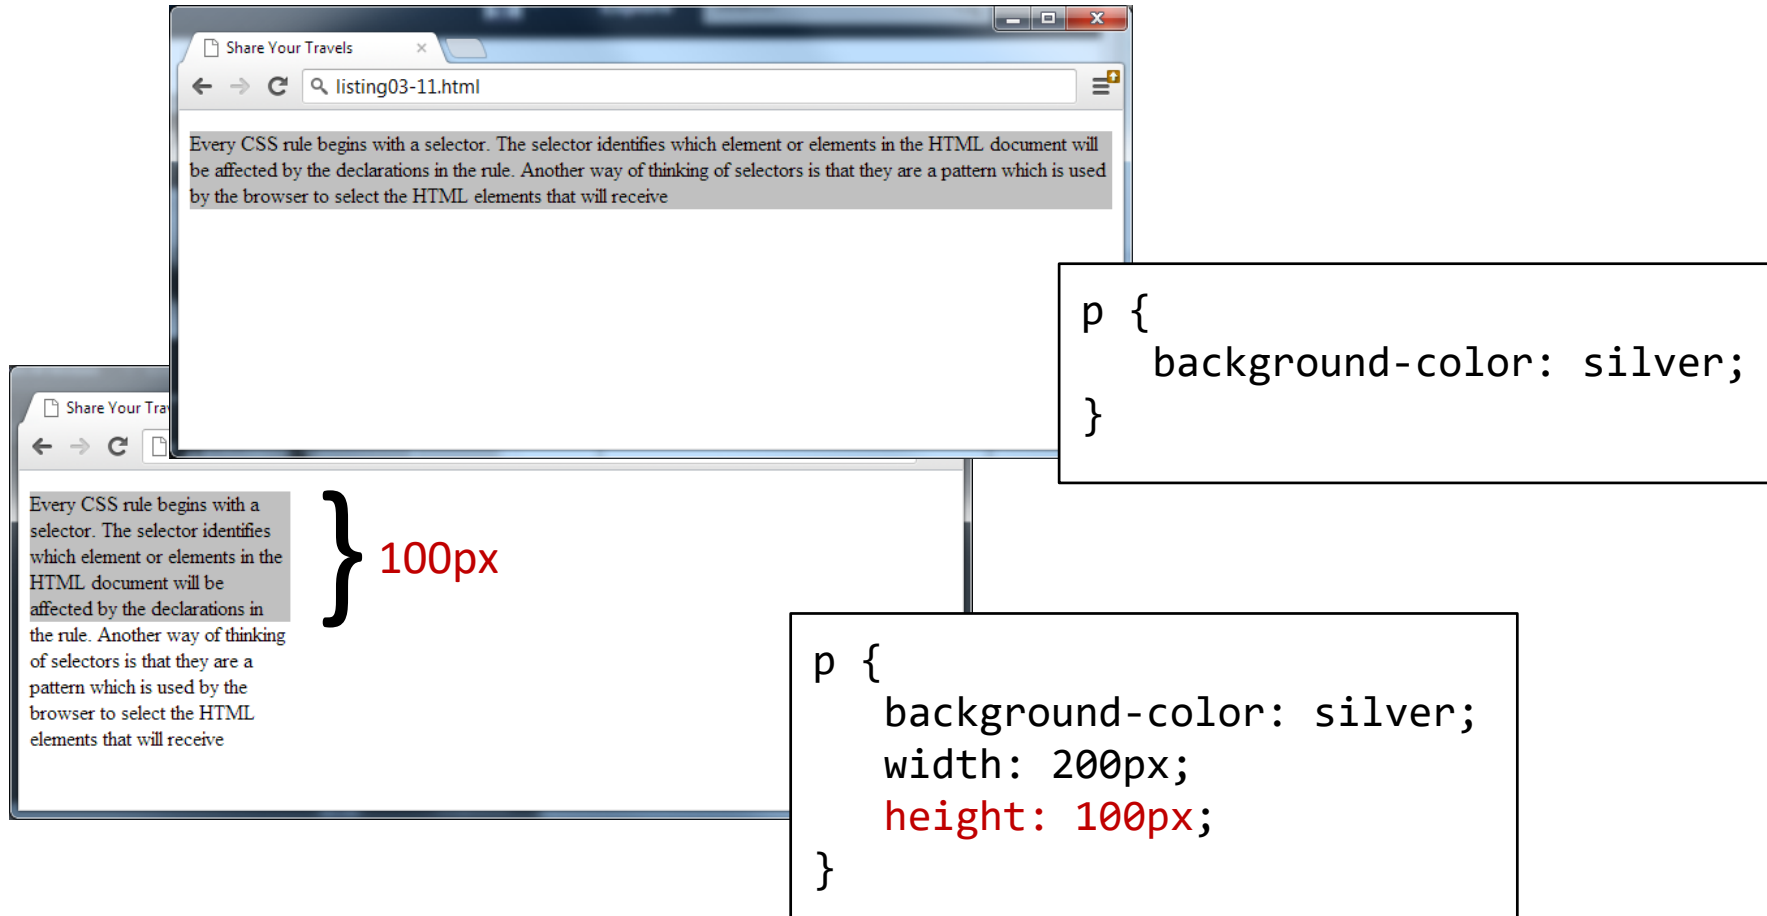 Share Your Travels
listing03-11.html
Every CSS rule begins with a selector. The selector identifies which element or elements in the HTML document will
be affected by the declarations in the rule. Another way of thinking of selectors is that they are a pattern which is used
by the browser to select the HTML elements that will receive
p {
background-color: silver;
}
Share Your Tra
Every CSS rule begins with a
selector. The selector identifies
which element or elements in the
HTML document will be
affected by the declarations in
the rule. Another way of thinking
of selectors is that they are a
pattern which is used by the
browser to select the HTML
elements that will receive
} 100px
p {
background-color: silver;
width: 200px;
height: 100px;
}